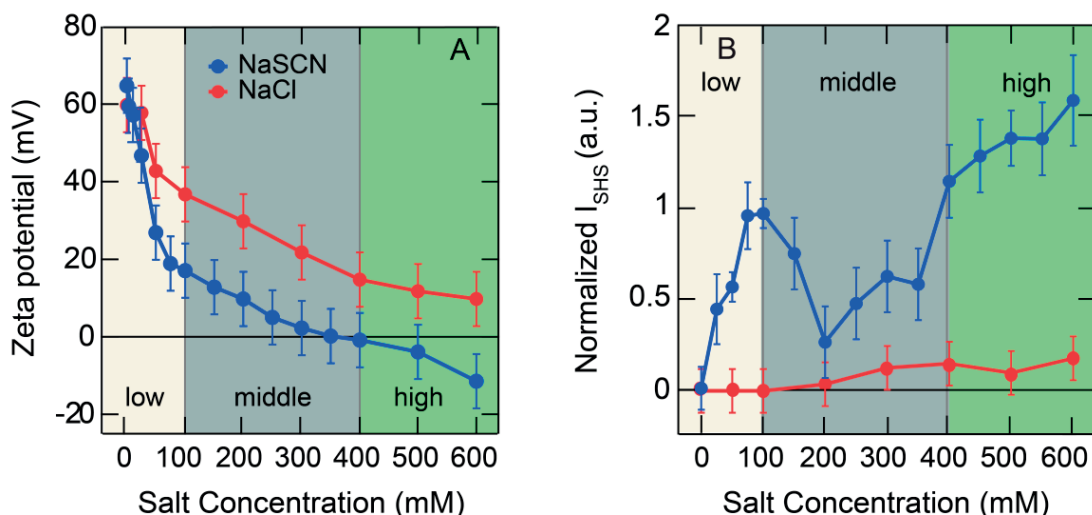 A
NaSCN
NaCl
Zeta potential (mV)
80
60
40
20
0
-20
low
middle
high
0 100 200 300 400 500 600
Salt Concentration (mM)
B
low
middle
high
Normalized I_SHS (a.u.)
2
1.5
1
0.5
0
0 100 200 300 400 500 600
Salt Concentration (mM)